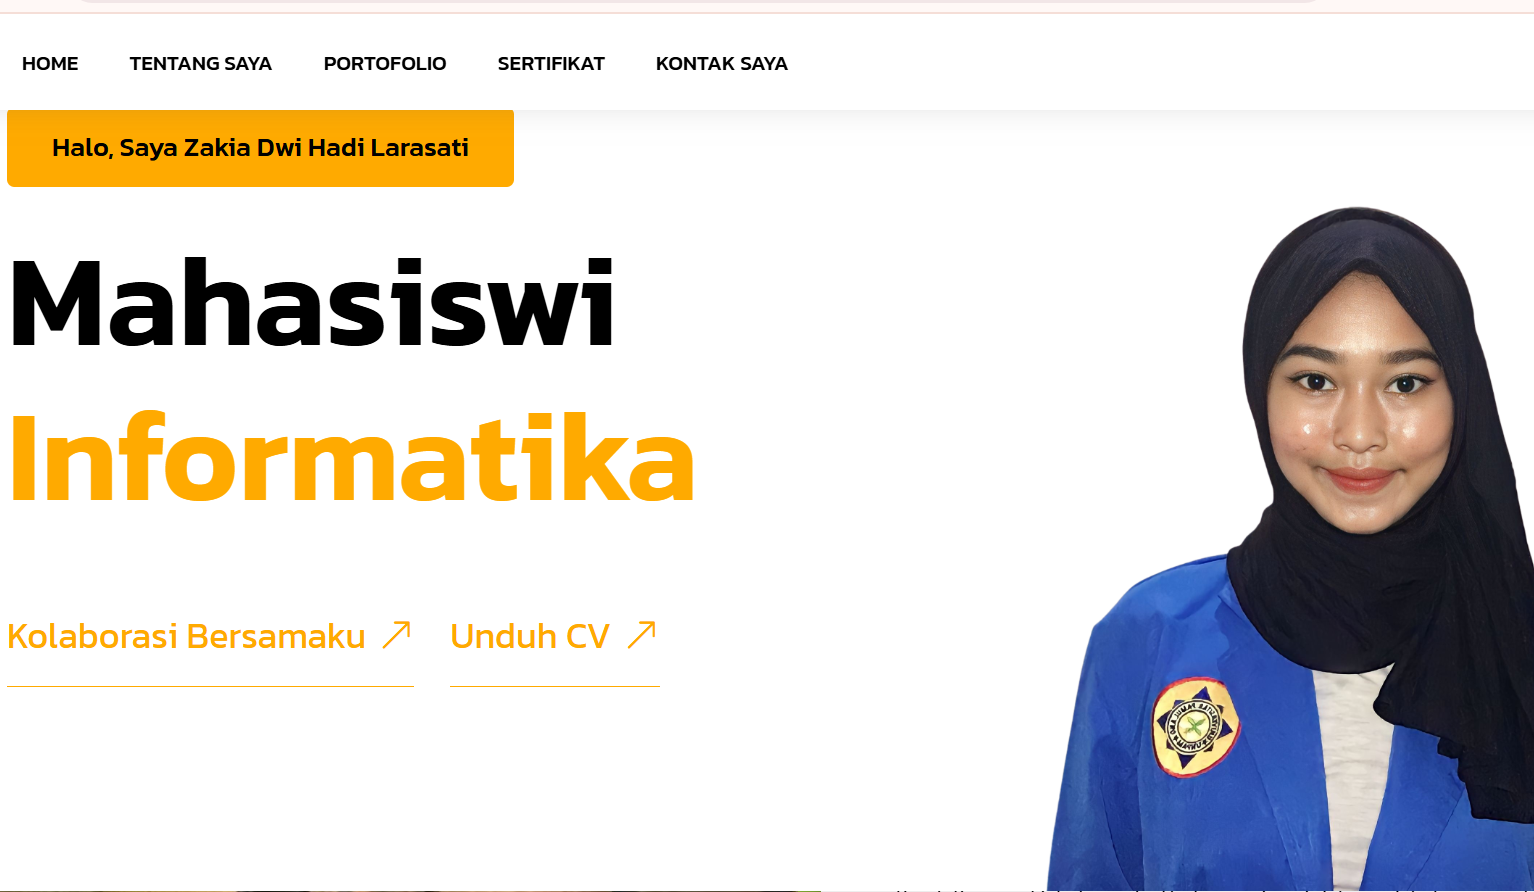 HOME TENTANG SAYA PORTOFOLIO SERTIFIKAT KONTAK SAYA
Halo, Saya Zakia Dwi Hadi Larasati
Mahasiswi
Informatika
Kolaborasi Bersamaku Unduh CV